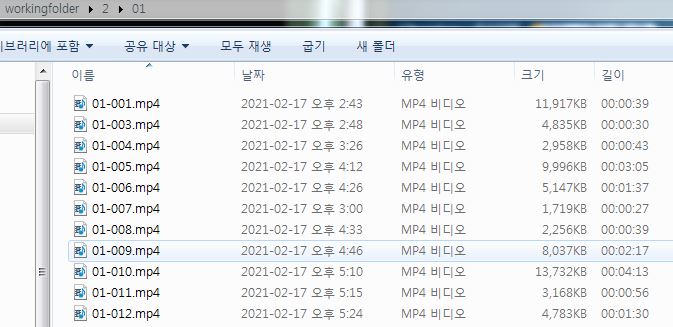 workingfolder ▸ 2 ▸ 01
이브러리에 포함 공유 대상 모두 재생 굽기 새 폴더
이름 날짜 유형 크기 길이
01-001.mp4 2021-02-17 오후 2:43 MP4 비디오 11,917KB 00:00:39
01-003.mp4 2021-02-17 오후 2:48 MP4 비디오 4,835KB 00:00:30
01-004.mp4 2021-02-17 오후 3:26 MP4 비디오 2,958KB 00:00:43
01-005.mp4 2021-02-17 오후 4:12 MP4 비디오 9,996KB 00:03:05
01-006.mp4 2021-02-17 오후 4:26 MP4 비디오 5,147KB 00:01:37
01-007.mp4 2021-02-17 오후 3:00 MP4 비디오 1,719KB 00:00:27
01-008.mp4 2021-02-17 오후 4:33 MP4 비디오 2,256KB 00:00:39
01-009.mp4 2021-02-17 오후 4:46 MP4 비디오 8,037KB 00:02:17
01-010.mp4 2021-02-17 오후 5:10 MP4 비디오 13,732KB 00:04:13
01-011.mp4 2021-02-17 오후 5:15 MP4 비디오 3,168KB 00:00:56
01-012.mp4 2021-02-17 오후 5:24 MP4 비디오 4,783KB 00:01:30